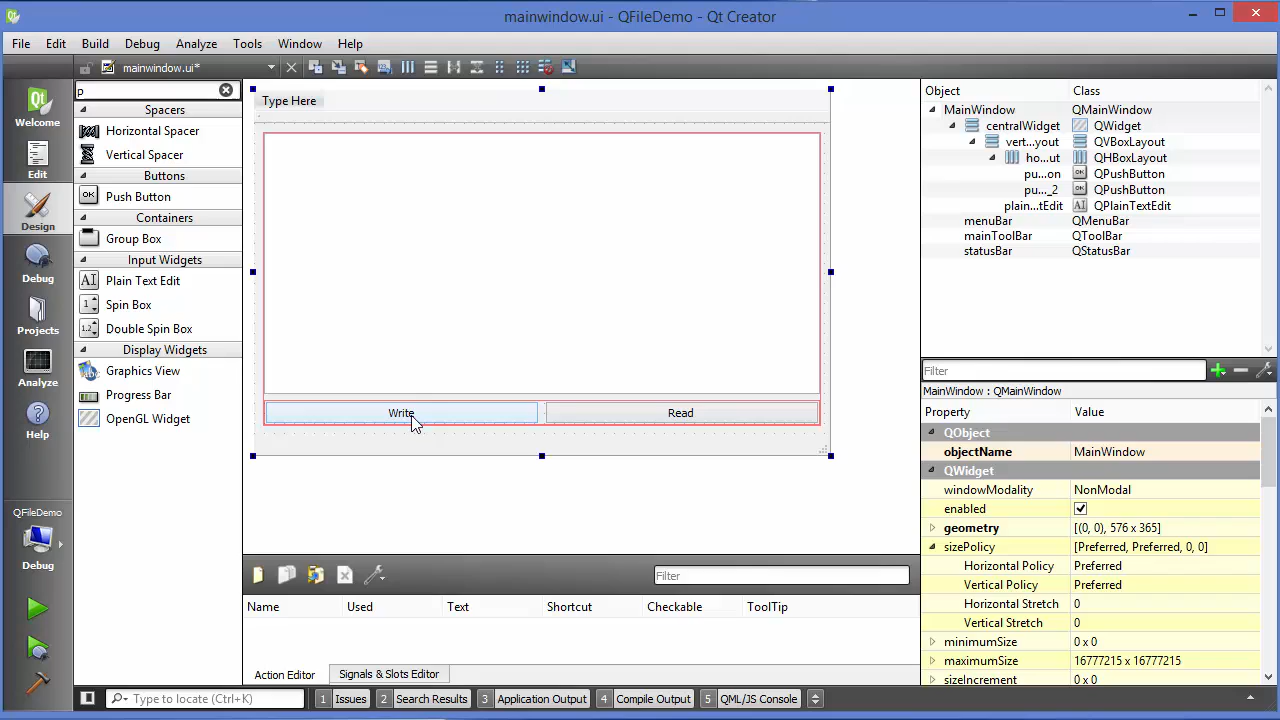 mainwindow.ui - QFileDemo - Qt Creator
File Edit Build Debug Analyze Tools Window Help
mainwindow.ui*
Welcome
Edit
Design
Debug
Projects
Analyze
Help
QFileDemo
Debug
p
Spacers
Horizontal Spacer
Vertical Spacer
Buttons
OK Push Button
Containers
Group Box
Input Widgets
AI Plain Text Edit
1 Spin Box
1.2 Double Spin Box
Display Widgets
Graphics View
Progress Bar
OpenGL Widget
Type Here
Write Read
Filter
Name Used Text Shortcut Checkable ToolTip
Action Editor Signals & Slots Editor
Object Class
MainWindow QMainWindow
centralWidget QWidget
vert...yout QVBoxLayout
ho...ut QHBoxLayout
pu...on OK QPushButton
pu..._2 OK QPushButton
plain...tEdit AI QPlainTextEdit
menuBar QMenuBar
mainToolBar QToolBar
statusBar QStatusBar
Filter
MainWindow : QMainWindow
Property Value
QObject
objectName MainWindow
QWidget
windowModality NonModal
enabled
geometry [(0, 0), 576 x 365]
sizePolicy [Preferred, Preferred, 0, 0]
Horizontal Policy Preferred
Vertical Policy Preferred
Horizontal Stretch 0
Vertical Stretch 0
minimumSize 0 x 0
maximumSize 16777215 x 16777215
sizeIncrement 0 x 0
Type to locate (Ctrl+K) 1 Issues 2 Search Results 3 Application Output 4 Compile Output 5 QML/JS Console